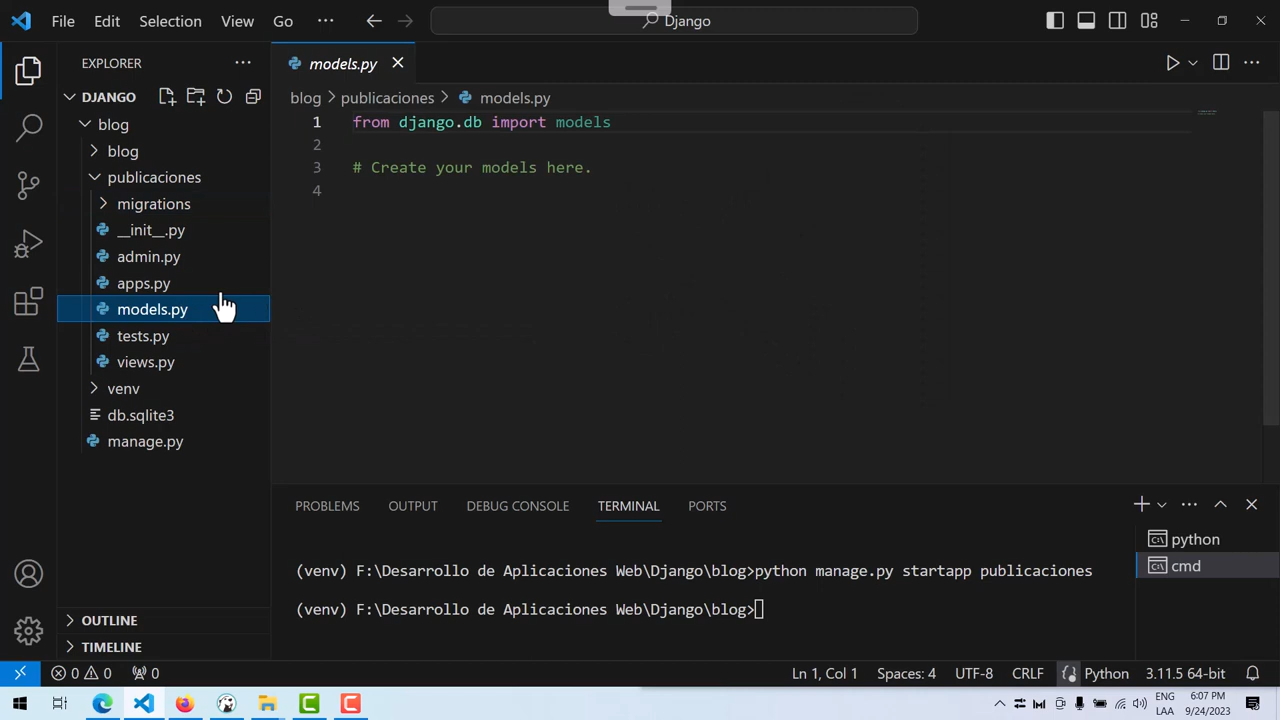 File Edit Selection View Go ··· Django
EXPLORER ···
DJANGO
blog
blog
publicaciones
migrations
__init__.py
admin.py
apps.py
models.py
tests.py
views.py
venv
db.sqlite3
manage.py
OUTLINE
TIMELINE
models.py
blog > publicaciones > models.py
1 from django.db import models
2
3 # Create your models here.
4
PROBLEMS OUTPUT DEBUG CONSOLE TERMINAL PORTS
(venv) F:\Desarrollo de Aplicaciones Web\Django\blog>python manage.py startapp publicaciones
(venv) F:\Desarrollo de Aplicaciones Web\Django\blog>
python
cmd
0 0 0 Ln 1, Col 1 Spaces: 4 UTF-8 CRLF Python 3.11.5 64-bit
ENG 6:07 PM
LAA 9/24/2023